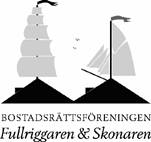 BOSTADSRÄTTSFÖRENINGEN
Fullriggaren & Skonaren